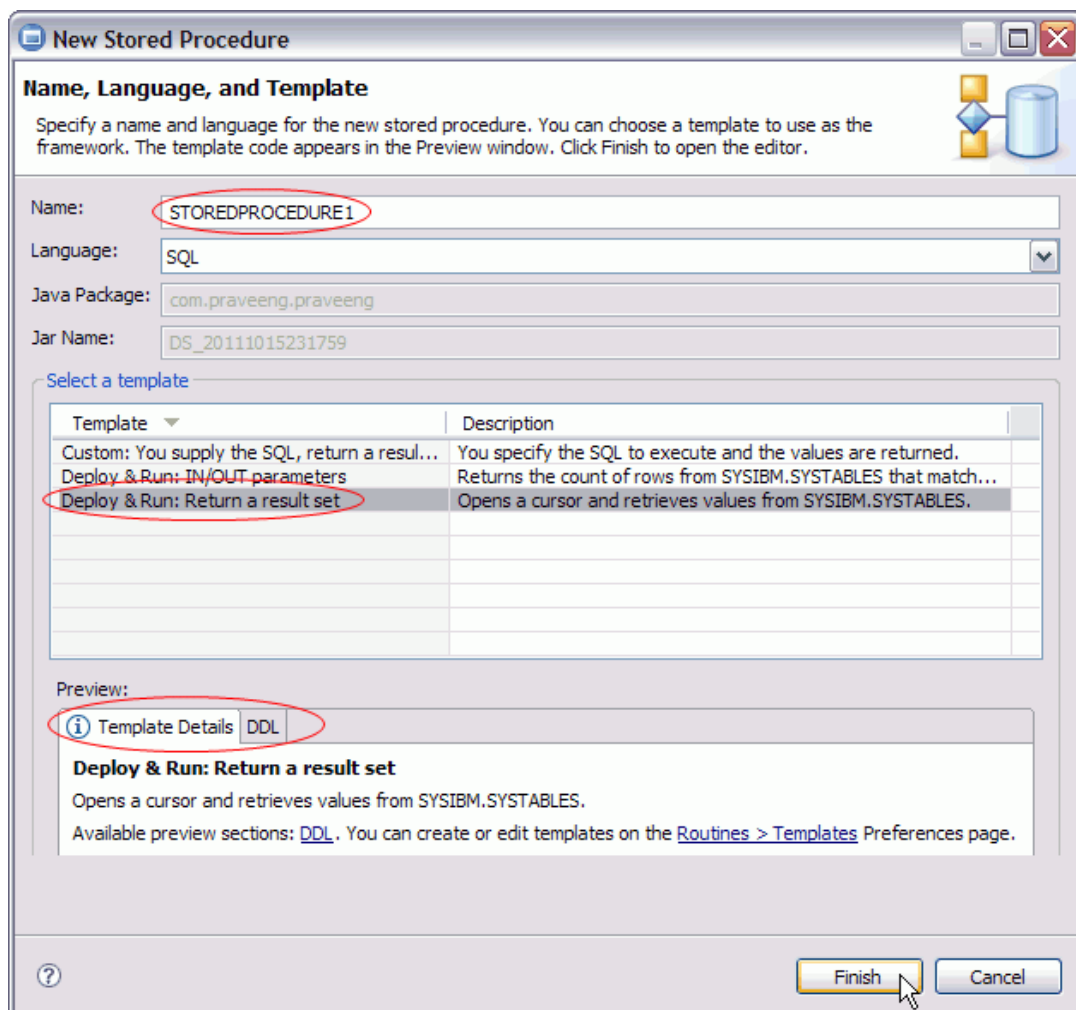 New Stored Procedure
Name, Language, and Template
Specify a name and language for the new stored procedure. You can choose a template to use as the
framework. The template code appears in the Preview window. Click Finish to open the editor.
Name: STOREDPROCEDURE1
Language: SQL
Java Package: com.praveeng.praveeng
Jar Name: DS_20111015231759
Select a template
Template Description
Custom: You supply the SQL, return a resul... You specify the SQL to execute and the values are returned.
Deploy & Run: IN/OUT parameters Returns the count of rows from SYSIBM.SYSTABLES that match...
Deploy & Run: Return a result set Opens a cursor and retrieves values from SYSIBM.SYSTABLES.
Preview:
Template Details DDL
Deploy & Run: Return a result set
Opens a cursor and retrieves values from SYSIBM.SYSTABLES.
Available preview sections: DDL. You can create or edit templates on the Routines > Templates Preferences page.
? Finish Cancel